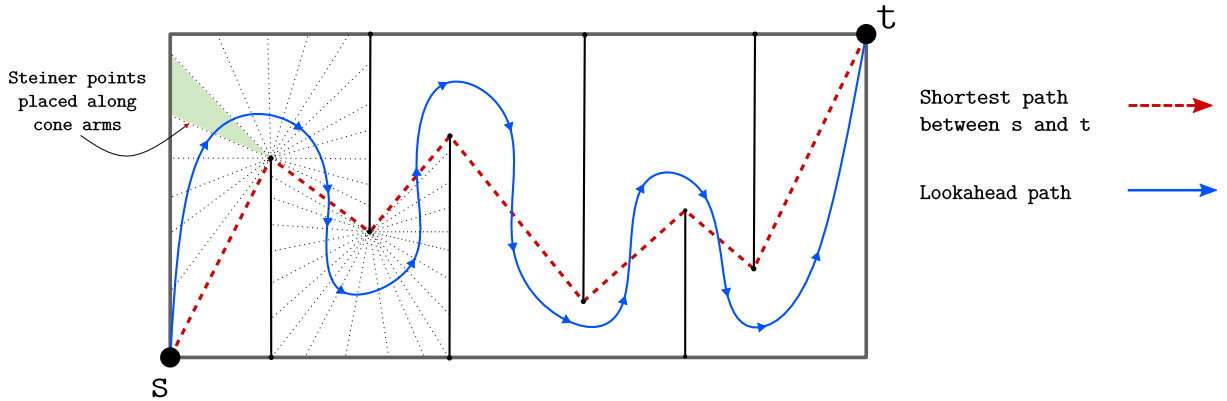 t
Steiner points
placed along
cone arms
Shortest path
between s and t
Lookahead path
s